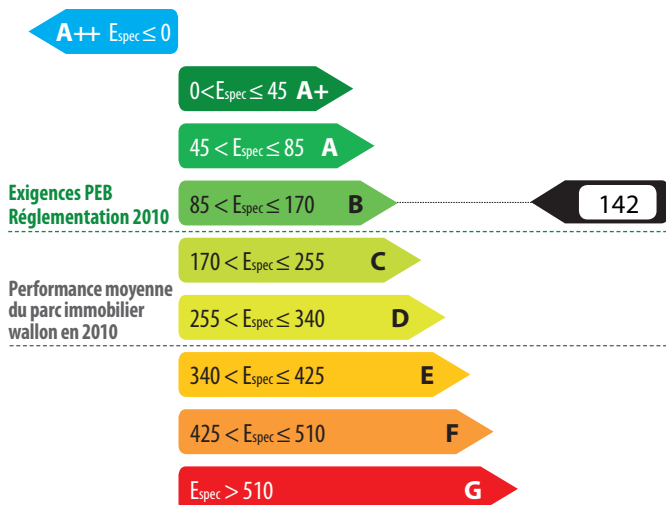 A++ Espec ≤ 0
0<Espec ≤ 45 A+
45 < Espec ≤ 85 A
Exigences PEB
Réglementation 2010
85 < Espec ≤ 170 B
142
170 < Espec ≤ 255 C
Performance moyenne
du parc immobilier
wallon en 2010
255 < Espec ≤ 340 D
340 < Espec ≤ 425 E
425 < Espec ≤ 510 F
Espec > 510 G